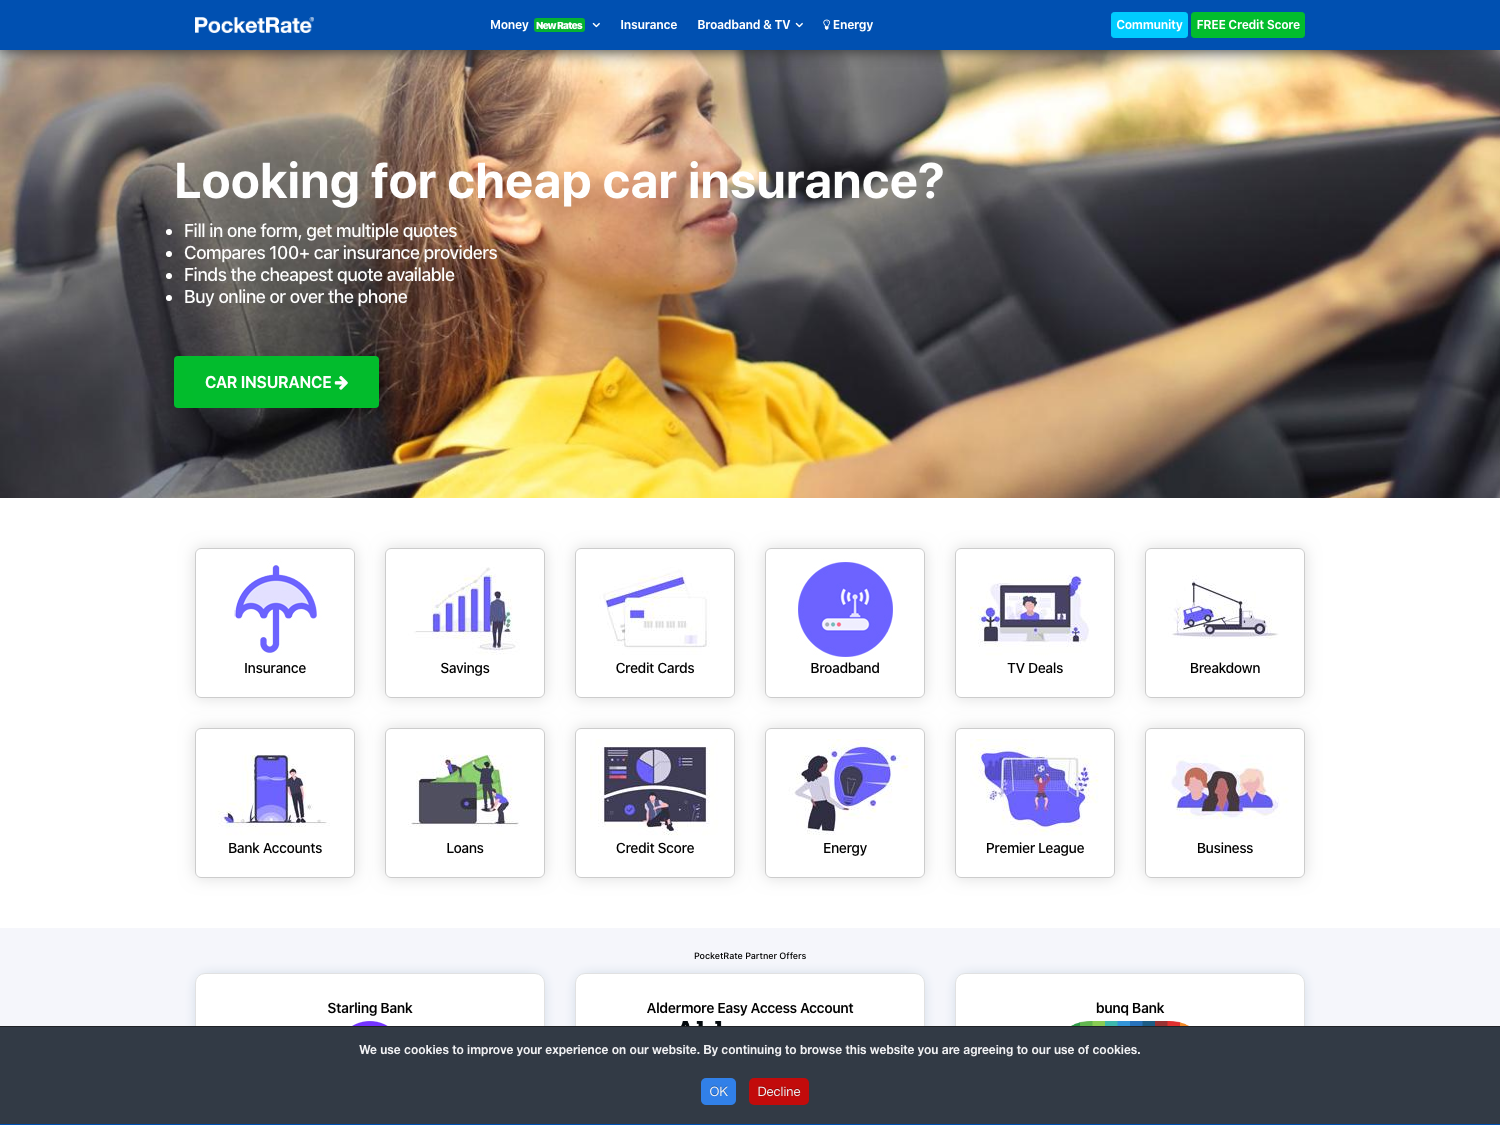 PocketRate
Money New Rates
Insurance
Broadband & TV
Energy
Community
FREE Credit Score
Looking for cheap car insurance?
Fill in one form, get multiple quotes
Compares 100+ car insurance providers
Finds the cheapest quote available
Buy online or over the phone
CAR INSURANCE
Insurance
Savings
Credit Cards
Broadband
TV Deals
Breakdown
Bank Accounts
Loans
Credit Score
Energy
Premier League
Business
PocketRate Partner Offers
Starling Bank
Aldermore Easy Access Account
bunq Bank
We use cookies to improve your experience on our website. By continuing to browse this website you are agreeing to our use of cookies.
OK
Decline